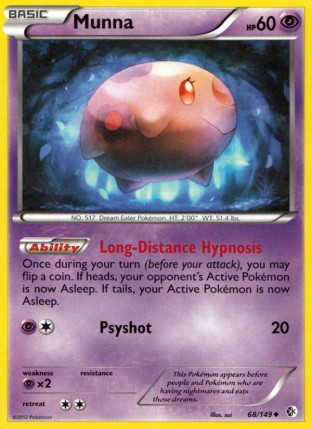 BASIC Munna HP60
NO. 517 Dream Eater Pokémon HT: 2'00" WT: 51.4 lbs.
Ability Long-Distance Hypnosis
Once during your turn (before your attack), you may
flip a coin. If heads, your opponent's Active Pokémon
is now Asleep. If tails, your Active Pokémon is now
Asleep.
Psyshot 20
weakness resistance
×2
This Pokémon appears before
people and Pokémon who are
having nightmares and eats
those dreams.
retreat
©2012 Pokémon Illus. sui 68/149